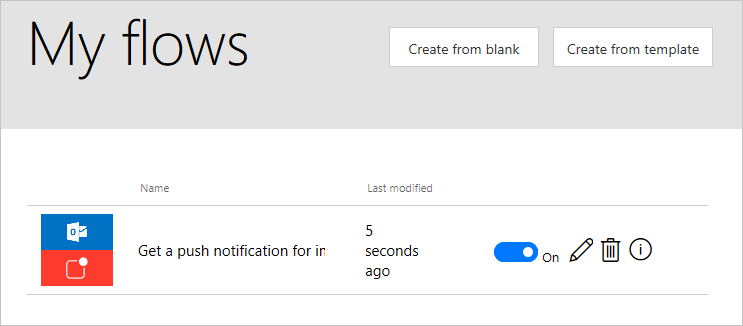 My flows
Create from blank
Create from template
Name
Last modified
Get a push notification for in
5
seconds
ago
On